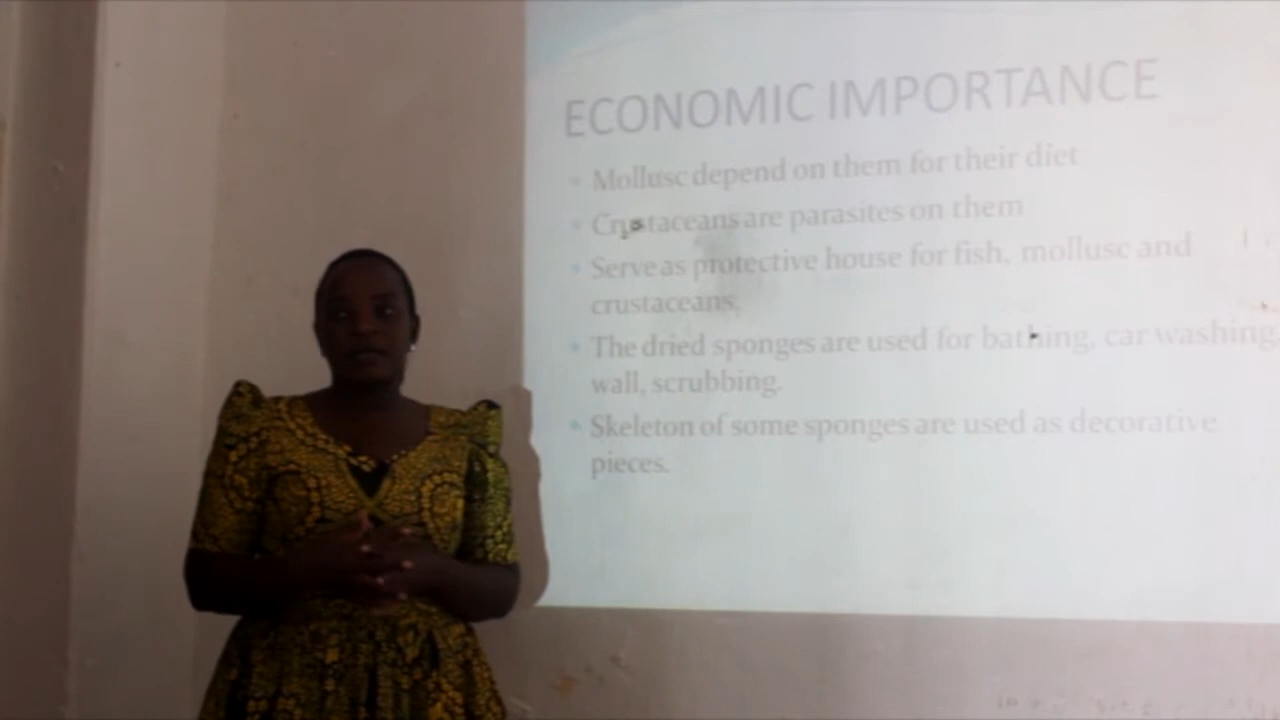 ECONOMIC IMPORTANCE
• Mollusc depend on them for their diet
• Crustaceans are parasites on them
• Serve as protective house for fish, mollusc and
crustaceans,
• The dried sponges are used for bathing, car washing,
wall, scrubbing.
• Skeleton of some sponges are used as decorative
pieces.